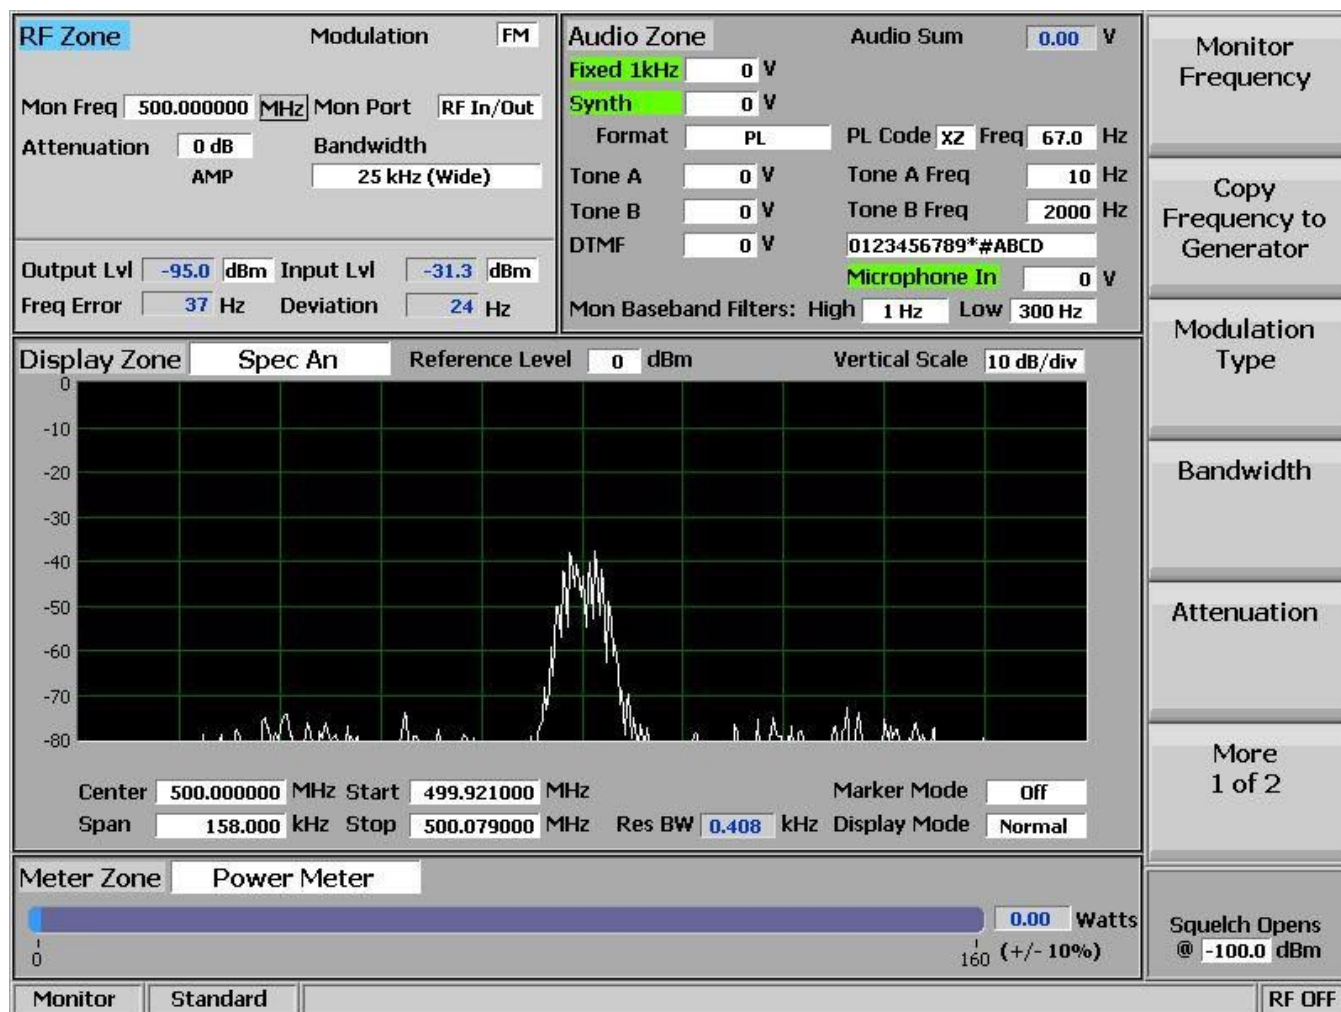 RF Zone Modulation FM
Mon Freq 500.000000 MHz Mon Port RF In/Out
Attenuation 0 dB Bandwidth
AMP 25 kHz (Wide)
Output Lvl -95.0 dBm Input Lvl -31.3 dBm
Freq Error 37 Hz Deviation 24 Hz
Audio Zone Audio Sum 0.00 V
Fixed 1kHz 0 V
Synth 0 V
Format PL PL Code XZ Freq 67.0 Hz
Tone A 0 V Tone A Freq 10 Hz
Tone B 0 V Tone B Freq 2000 Hz
DTMF 0 V 0123456789*#ABCD
Microphone In 0 V
Mon Baseband Filters: High 1 Hz Low 300 Hz
Display Zone Spec An Reference Level 0 dBm Vertical Scale 10 dB/div
0
-10
-20
-30
-40
-50
-60
-70
-80
Center 500.000000 MHz Start 499.921000 MHz Marker Mode Off
Span 158.000 kHz Stop 500.079000 MHz Res BW 0.408 kHz Display Mode Normal
Meter Zone Power Meter
0.00 Watts
0 160 (+/- 10%)
Monitor
Frequency
Copy
Frequency to
Generator
Modulation
Type
Bandwidth
Attenuation
More
1 of 2
Squelch Opens
@ -100.0 dBm
Monitor Standard RF OFF